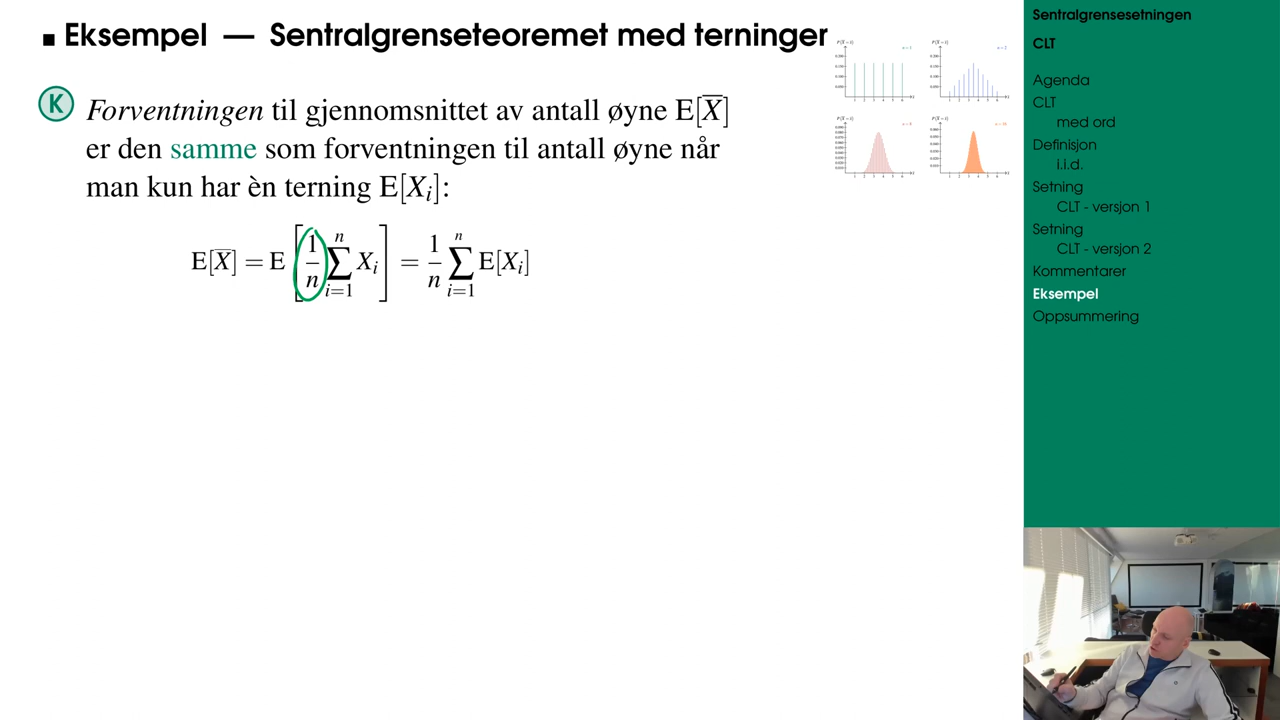 Eksempel — Sentralgrenseteoremet med terninger
K
Forventningen til gjennomsnittet av antall øyne E[X̅]
er den samme som forventningen til antall øyne når
man kun har èn terning E[Xᵢ]:
E[X̅] = E [ 1/n ∑ᵢ₌₁ⁿ Xᵢ ] = 1/n ∑ᵢ₌₁ⁿ E[Xᵢ]
Sentralgrensesetningen
CLT
Agenda
CLT
med ord
Definisjon
i.i.d.
Setning
CLT - versjon 1
Setning
CLT - versjon 2
Kommentarer
Eksempel
Oppsummering